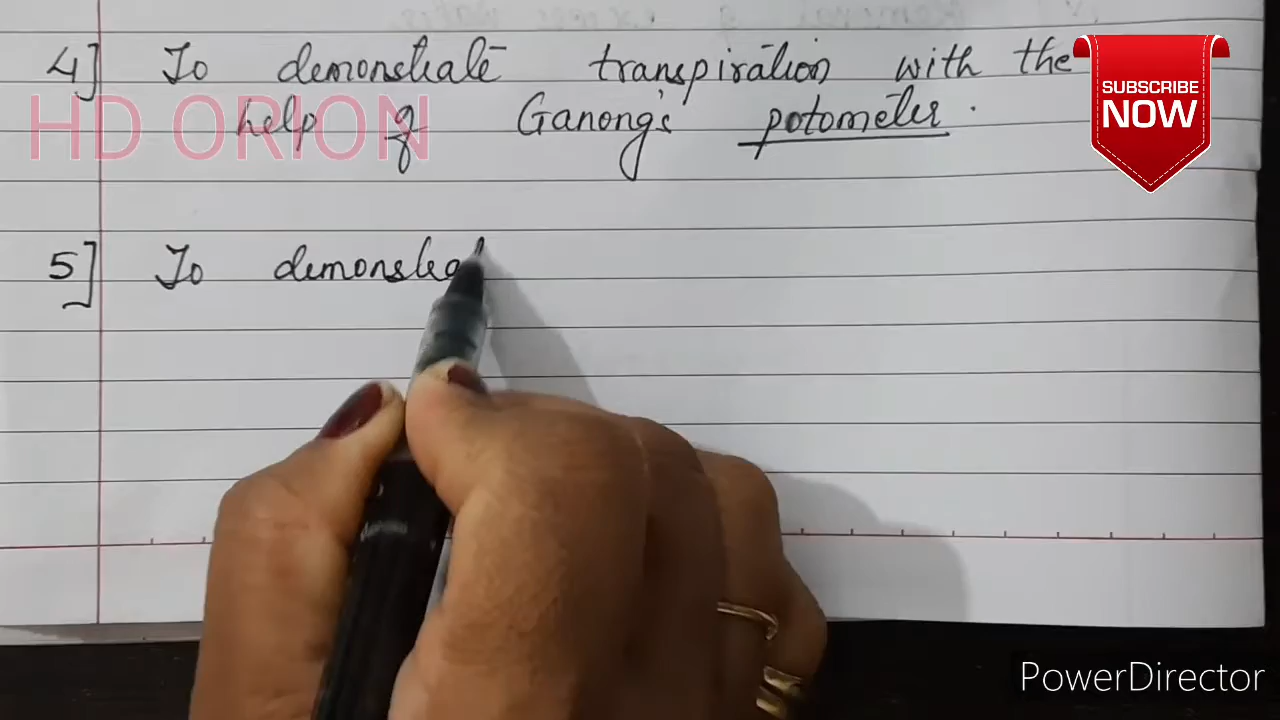 4] To demonstrate transpiration with the
help of Ganong's potometer.
HD ORION
SUBSCRIBE
NOW
5] To demonstra
PowerDirector